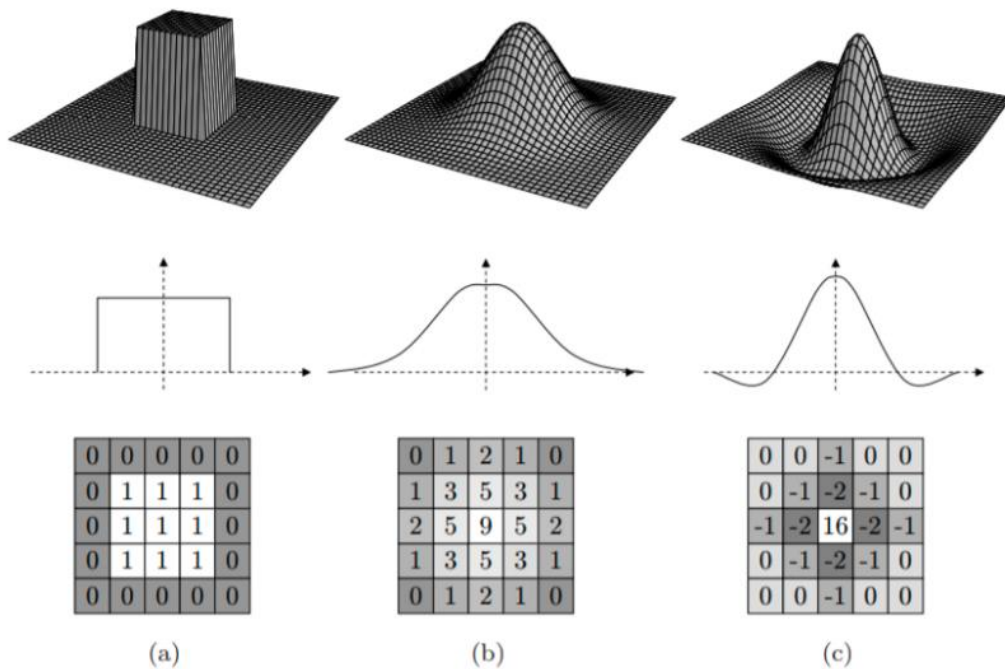 0 0 0 0 0
0 1 1 1 0
0 1 1 1 0
0 1 1 1 0
0 0 0 0 0
(a)
0 1 2 1 0
1 3 5 3 1
2 5 9 5 2
1 3 5 3 1
0 1 2 1 0
(b)
0 0 -1 0 0
0 -1 -2 -1 0
-1 -2 16 -2 -1
0 -1 -2 -1 0
0 0 -1 0 0
(c)